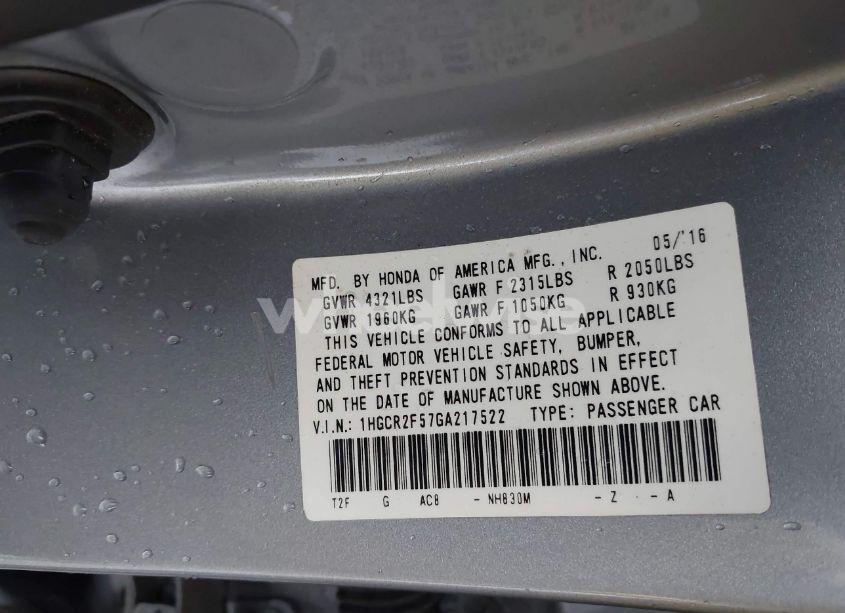 MFD. BY HONDA OF AMERICA MFG., INC. 05/'16
GVWR 4321LBS GAWR F 2315LBS R 2050LBS
GVWR 1960KG GAWR F 1050KG R 930KG
THIS VEHICLE CONFORMS TO ALL APPLICABLE
FEDERAL MOTOR VEHICLE SAFETY, BUMPER,
AND THEFT PREVENTION STANDARDS IN EFFECT
ON THE DATE OF MANUFACTURE SHOWN ABOVE.
V.I.N.: 1HGCR2F57GA217522 TYPE: PASSENGER CAR
T2F G AC8 - NH830M - Z - A